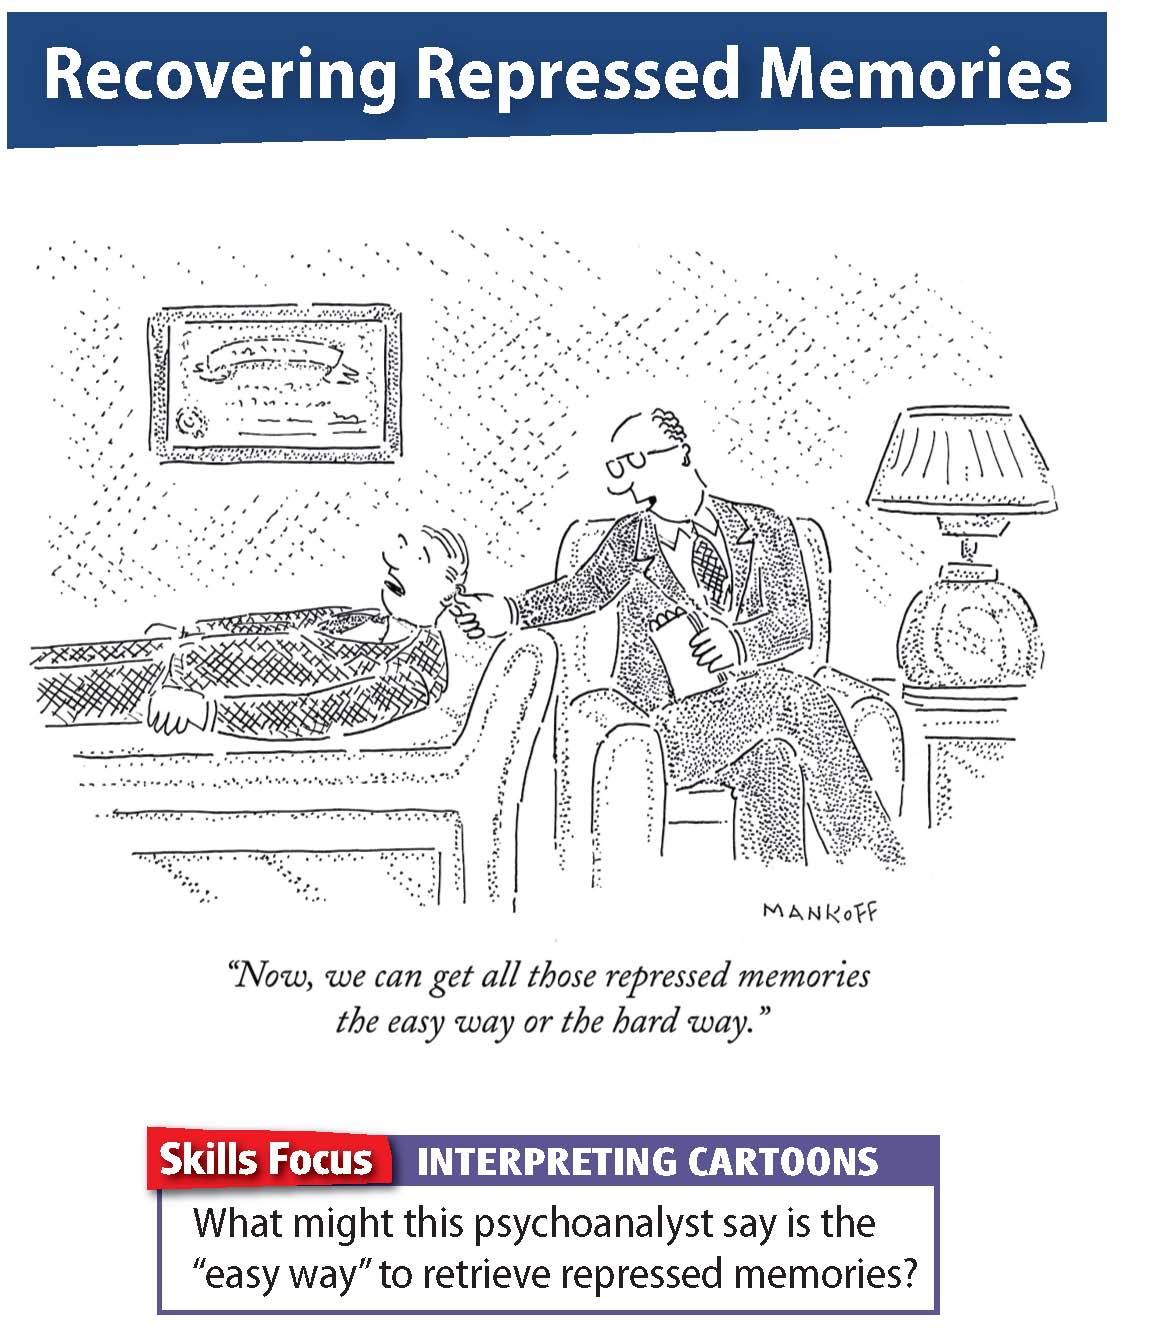 Recovering Repressed Memories
MANKOFF
“Now, we can get all those repressed memories
the easy way or the hard way.”
Skills Focus INTERPRETING CARTOONS
What might this psychoanalyst say is the
“easy way” to retrieve repressed memories?